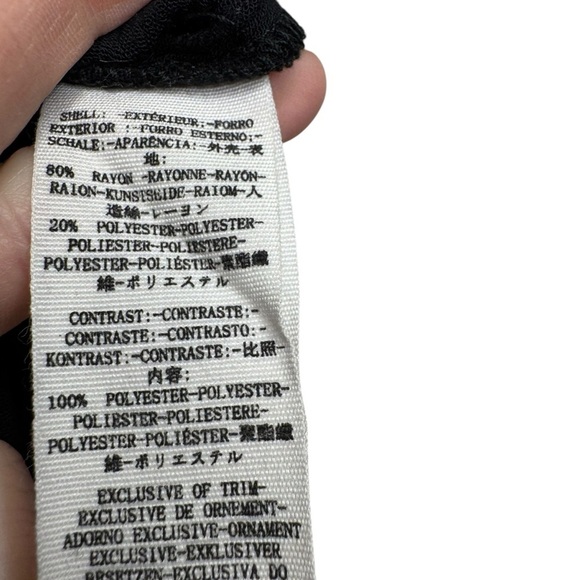 SHELL: -EXTÉRIEUR:-FORRO
EXTERIOR :-FORRO ESTERNO:-
SCHALE:-APARÊNCIA:-外壳-表
地:
80% RAYON -RAYONNE-RAYON-
RAION-KUNSTSEIDE-RAIOM-人
造絲-レーヨン
20% POLYESTER-POLYESTER-
POLIESTER-POLIESTERE-
POLYESTER-POLIÉSTER-聚酯纖
維-ポリエステル
CONTRAST:-CONTRASTE:-
CONTRASTE:-CONTRASTO:-
KONTRAST:-CONTRASTE:-比照-
内容:
100% POLYESTER-POLYESTER-
POLIESTER-POLIESTERE-
POLYESTER-POLIÉSTER-聚酯纖
維-ポリエステル
EXCLUSIVE OF TRIM-
EXCLUSIVE DE ORNEMENT-
ADORNO EXCLUSIVE-ORNAMENT
EXCLUSIVE-EXKLUSIVER
BESETZEN-EXCLUSIVA DO